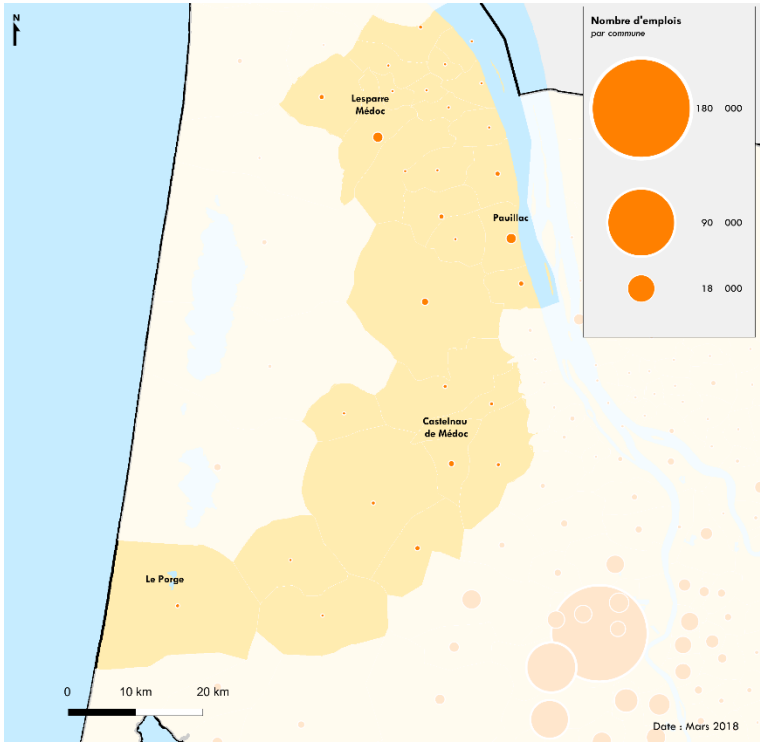 N
Nombre d'emplois
par commune
180 000
90 000
18 000
Lesparre
Médoc
Pauillac
Castelnau
de Médoc
Le Porge
0 10 km 20 km
Date : Mars 2018